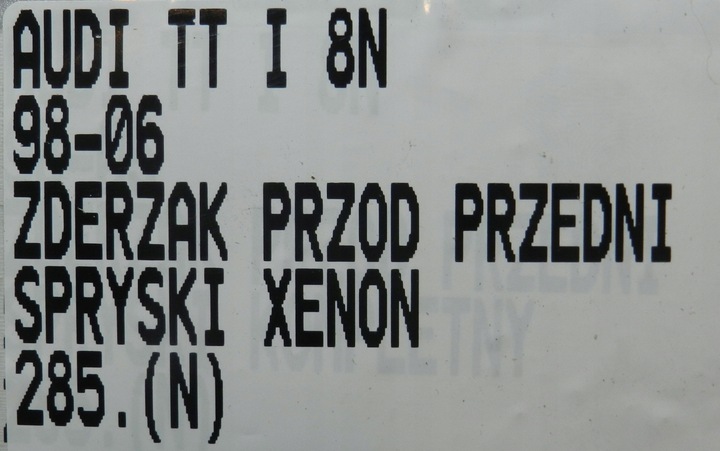 AUDI TT I 8N
98-06
ZDERZAK PRZOD PRZEDNI
SPRYSKI XENON
285.(N)